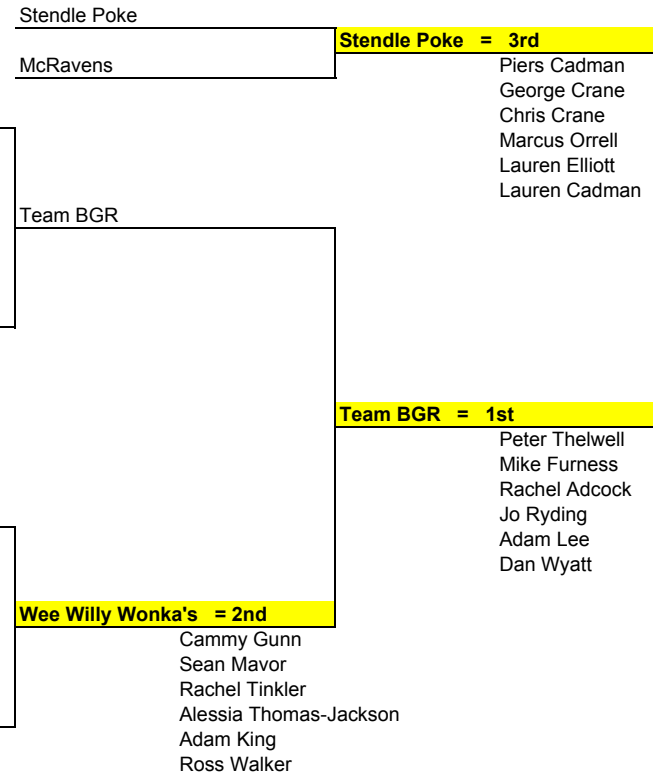 Stendle Poke
Stendle Poke = 3rd
McRavens
Piers Cadman
George Crane
Chris Crane
Marcus Orrell
Lauren Elliott
Lauren Cadman
Team BGR
Team BGR = 1st
Peter Thelwell
Mike Furness
Rachel Adcock
Jo Ryding
Adam Lee
Dan Wyatt
Wee Willy Wonka's = 2nd
Cammy Gunn
Sean Mavor
Rachel Tinkler
Alessia Thomas-Jackson
Adam King
Ross Walker